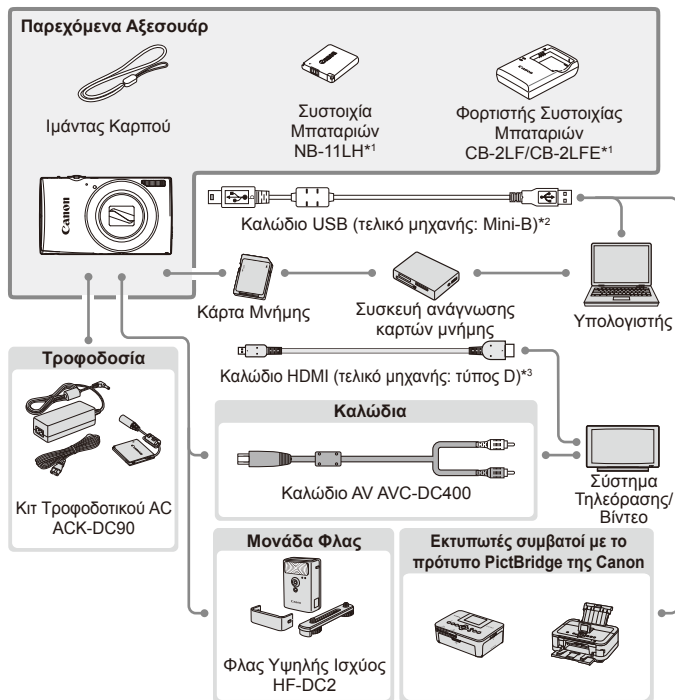 Παρεχόμενα Αξεσουάρ
Ιμάντας Καρπού
Συστοιχία
Μπαταριών
NB-11LH*1
Φορτιστής Συστοιχίας
Μπαταριών
CB-2LF/CB-2LFE*1
Canon
Καλώδιο USB (τελικό μηχανής: Mini-B)*2
Κάρτα Μνήμης
Συσκευή ανάγνωσης
καρτών μνήμης
Υπολογιστής
Τροφοδοσία
Κιτ Τροφοδοτικού AC
ACK-DC90
Καλώδιο HDMI (τελικό μηχανής: τύπος D)*3
Καλώδια
Καλώδιο AV AVC-DC400
Σύστημα
Τηλεόρασης/
Βίντεο
Μονάδα Φλας
Φλας Υψηλής Ισχύος
HF-DC2
Εκτυπωτές συμβατοί με το
πρότυπο PictBridge της Canon